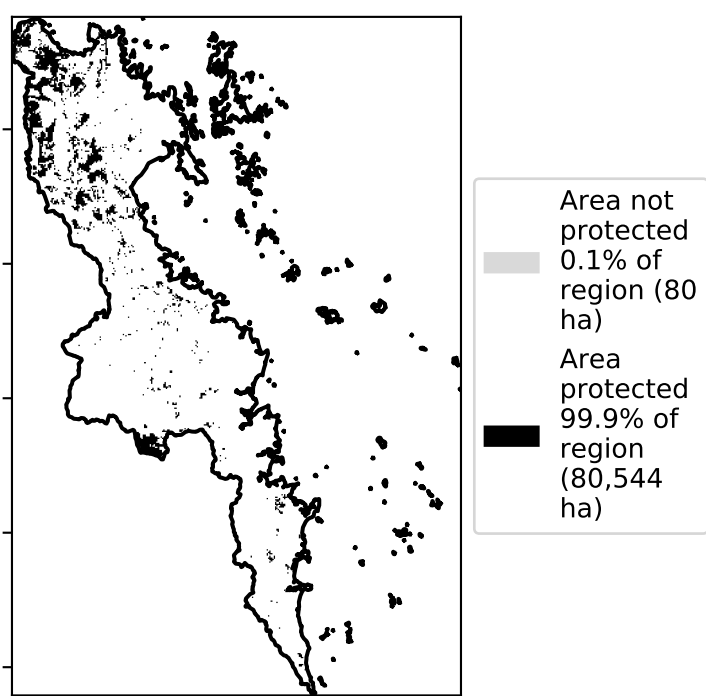 Area not
protected
0.1% of
region (80
ha)
Area
protected
99.9% of
region
(80,544
ha)